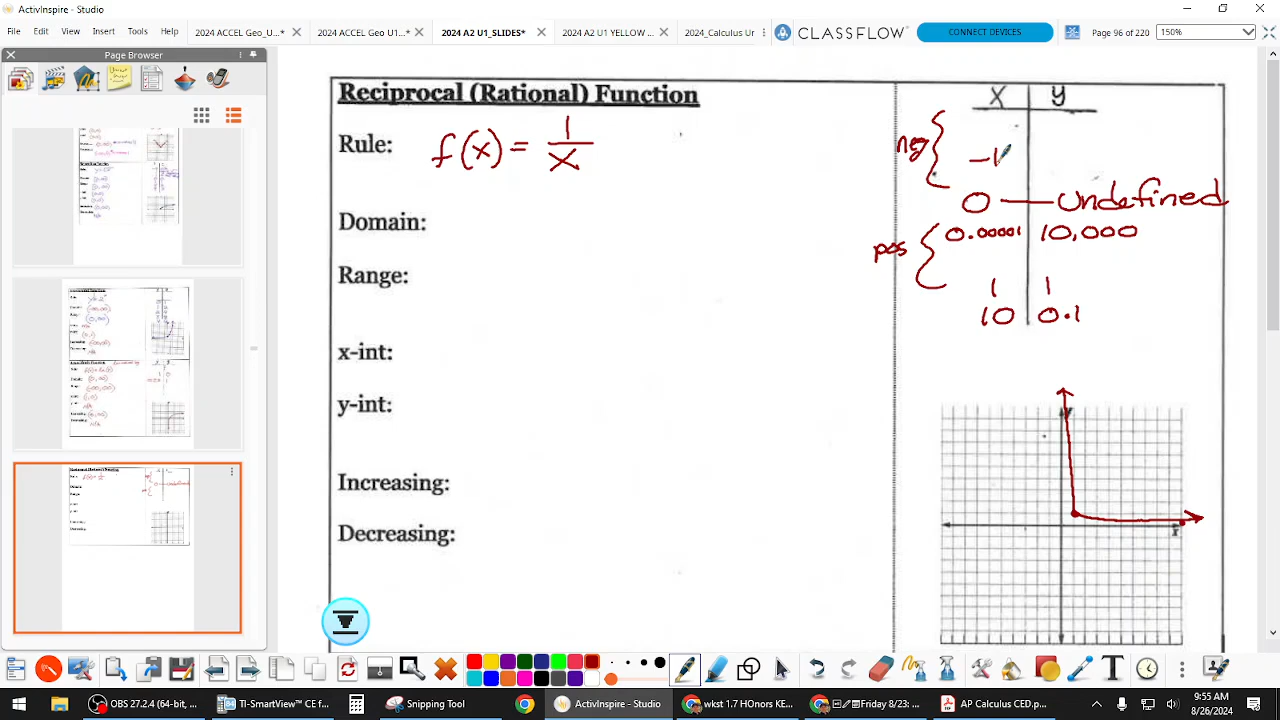 ActivInspire - Studio
File Edit View Insert Tools Help
2024 ACCEL Geo_U...*
2024 ACCEL Geo U1...*
2024 A2 U1_SLIDES*
2024 A2 U1 YELLOW ...
2024_Calculus Ur
CLASSFLOW
CONNECT DEVICES
Page 96 of 220
150%
Page Browser
Reciprocal (Rational) Function
Rule: f(x) = 1/x
Domain:
Range:
x-int:
y-int:
Increasing:
Decreasing:
X Y
neg
-1
0 — Undefined
pos
0.00001 10,000
1 1
10 0.1
y
x
OBS 27.2.4 (64-bit, ...
TI-SmartView™ CE f...
Snipping Tool
ActivInspire - Studio
wkst 1.7 HOnors KE...
Friday 8/23; ...
AP Calculus CED.p...
9:55 AM
8/26/2024